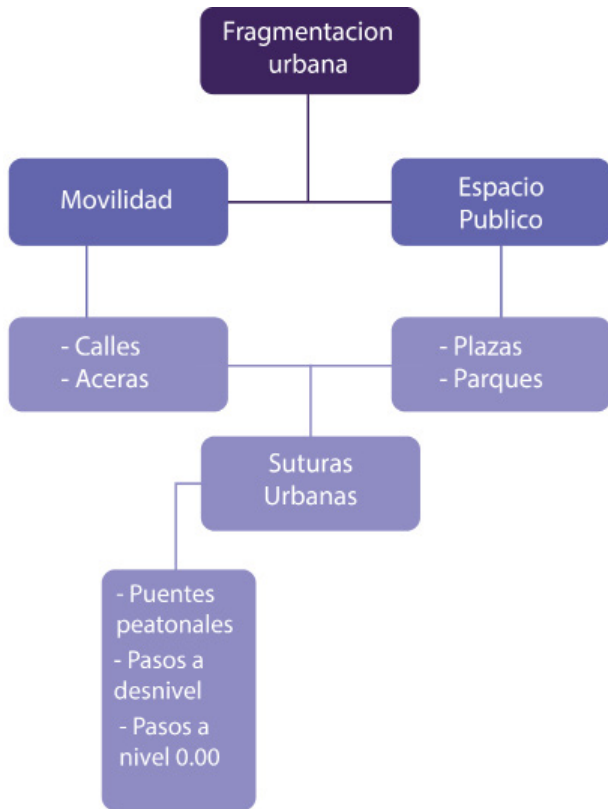 Fragmentacion
urbana
Movilidad
Espacio
Publico
- Calles
- Aceras
- Plazas
- Parques
Suturas
Urbanas
- Puentes
peatonales
- Pasos a
desnivel
- Pasos a
nivel 0.00